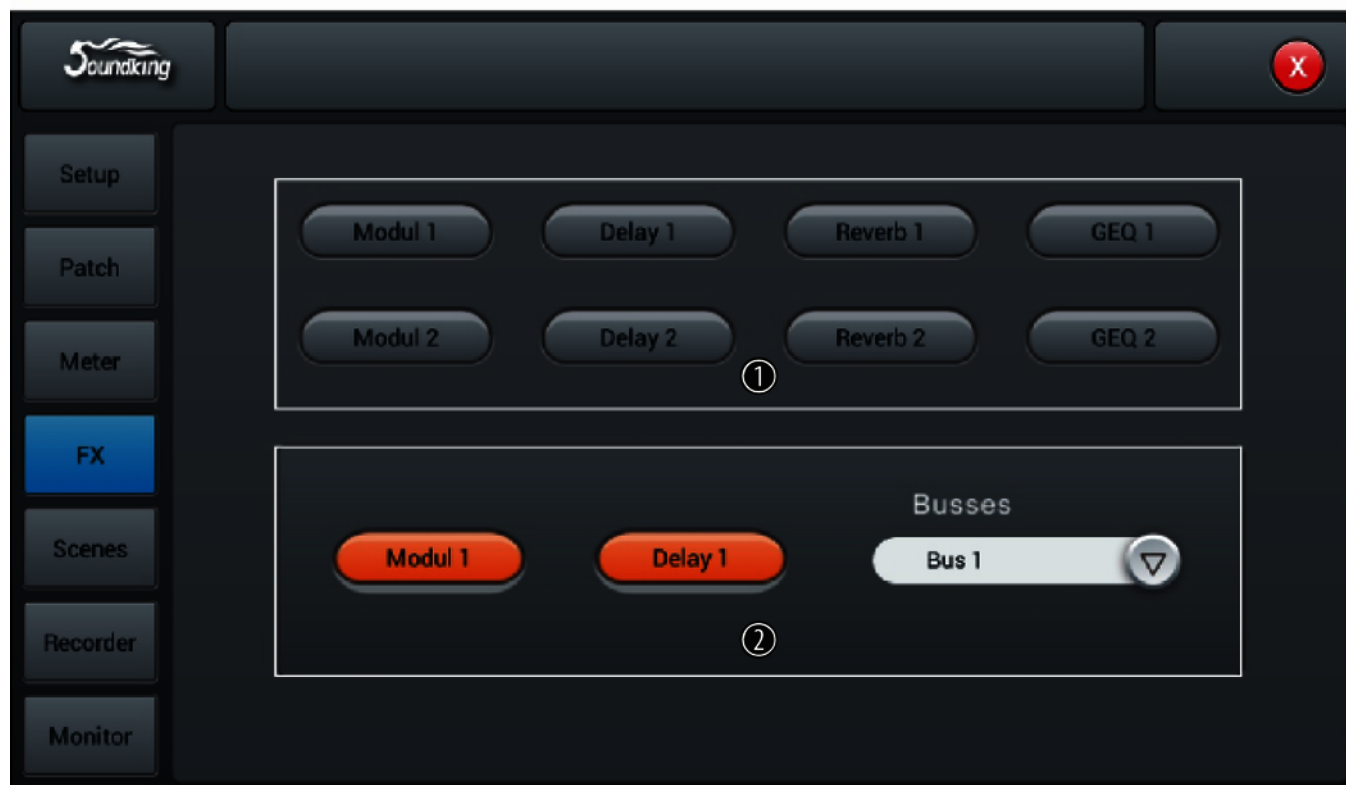 Soundking
X
Setup
Patch
Meter
FX
Scenes
Recorder
Monitor
Modul 1 Delay 1 Reverb 1 GEQ 1
Modul 2 Delay 2 Reverb 2 GEQ 2
①
Busses
Modul 1 Delay 1 Bus 1
②